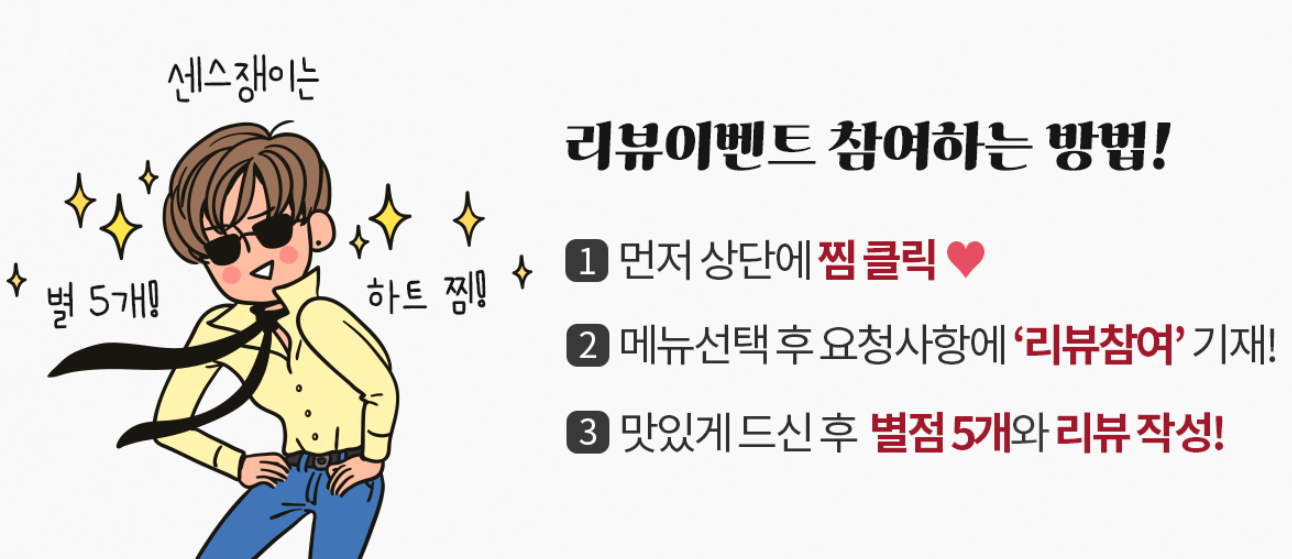 센스쟁이는
별 5개!
하트 찜!
리뷰이벤트 참여하는 방법!
1 먼저 상단에 찜 클릭 ♥
2 메뉴선택 후 요청사항에 ‘리뷰참여’ 기재!
3 맛있게 드신 후 별점 5개와 리뷰 작성!